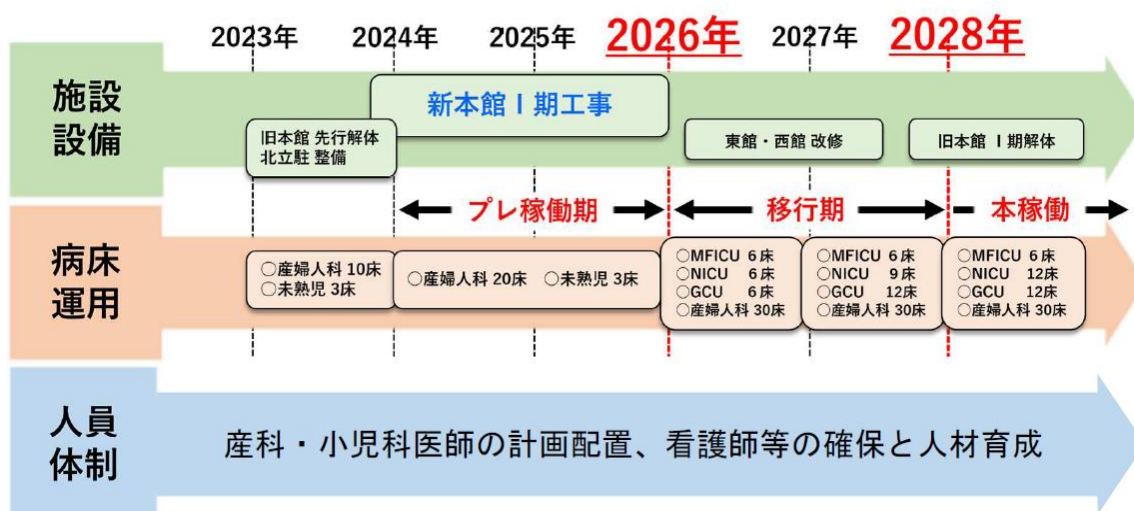 2023年 2024年 2025年 2026年 2027年 2028年
施設
設備
新本館Ⅰ期工事
旧本館 先行解体
北立駐 整備
東館・西館 改修
旧本館 Ⅰ期解体
プレ稼働期 移行期 本稼働
病床
運用
○産婦人科 10床
○未熟児 3床
○産婦人科 20床 ○未熟児 3床
○MFICU 6床
○NICU 6床
○GCU 6床
○産婦人科 30床
○MFICU 6床
○NICU 9床
○GCU 12床
○産婦人科 30床
○MFICU 6床
○NICU 12床
○GCU 12床
○産婦人科 30床
人員
体制
産科・小児科医師の計画配置、看護師等の確保と人材育成